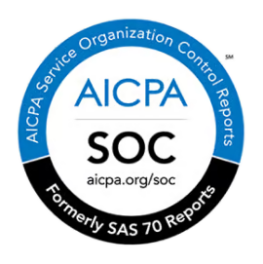 AICPA Service Organization Control Reports
SM
AICPA
SOC
aicpa.org/soc
Formerly SAS 70 Reports